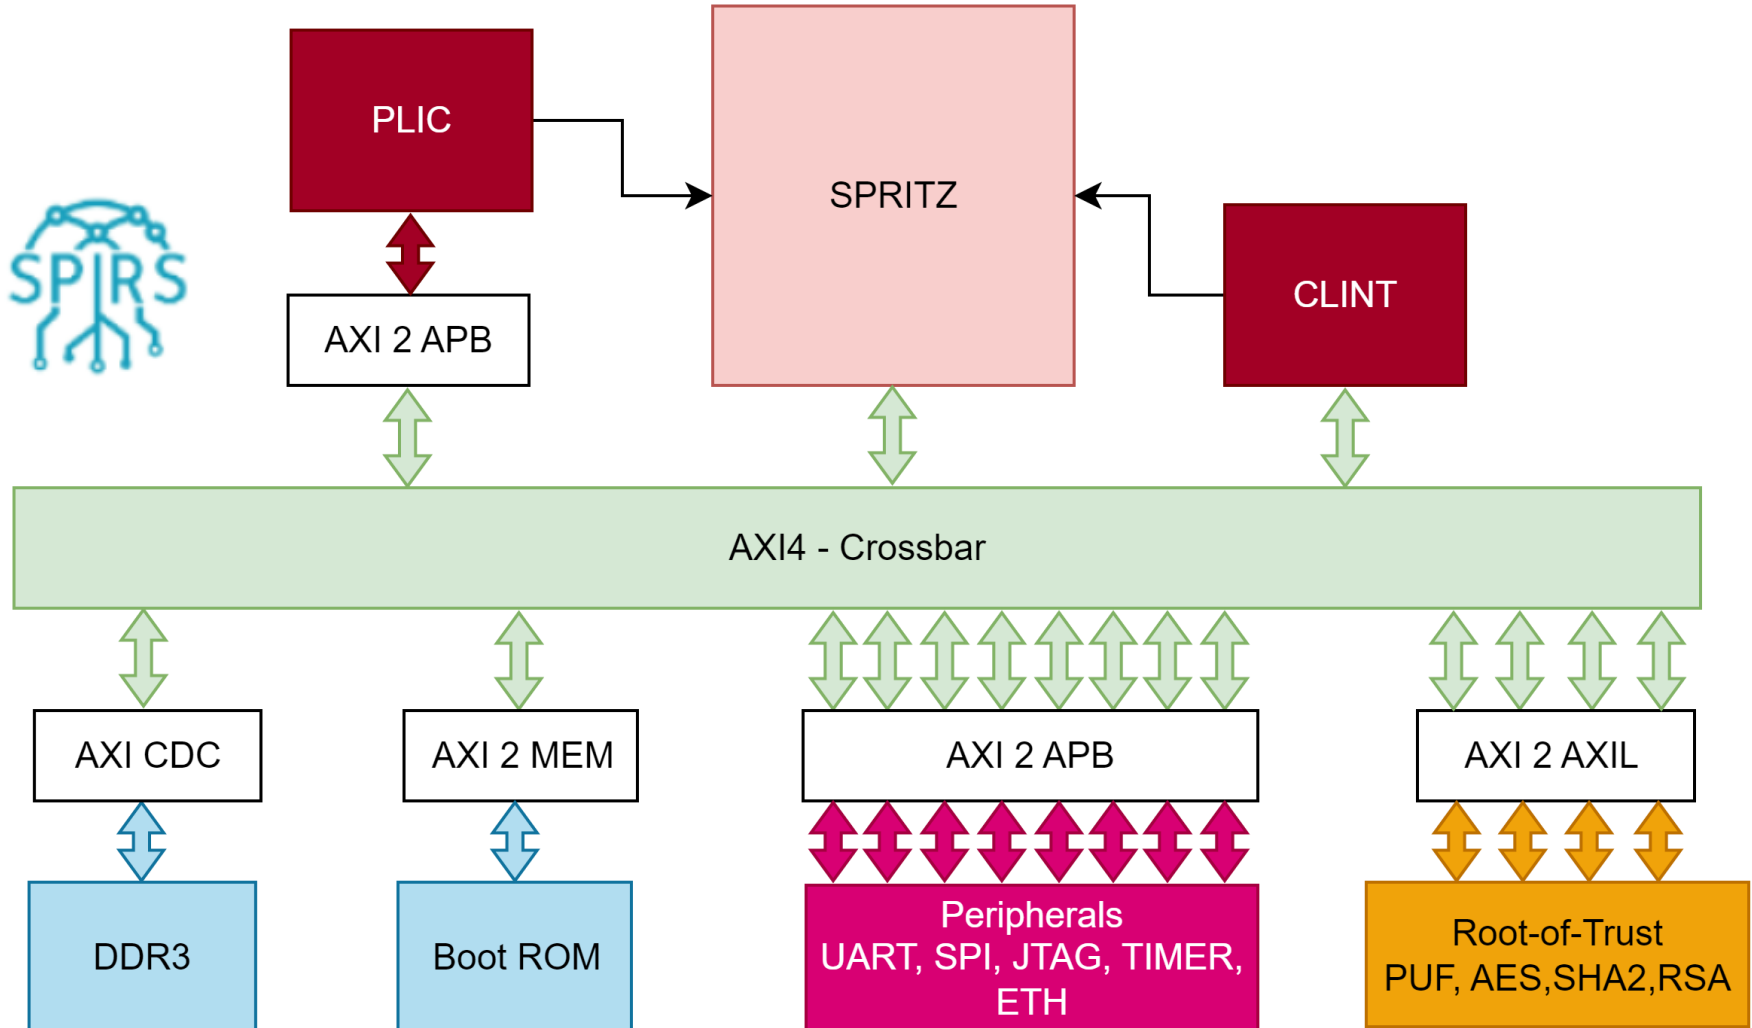 PLIC
SPRITZ
SPIRS
CLINT
AXI 2 APB
AXI4 - Crossbar
AXI CDC
AXI 2 MEM
AXI 2 APB
AXI 2 AXIL
DDR3
Boot ROM
Peripherals
UART, SPI, JTAG, TIMER,
ETH
Root-of-Trust
PUF, AES,SHA2,RSA